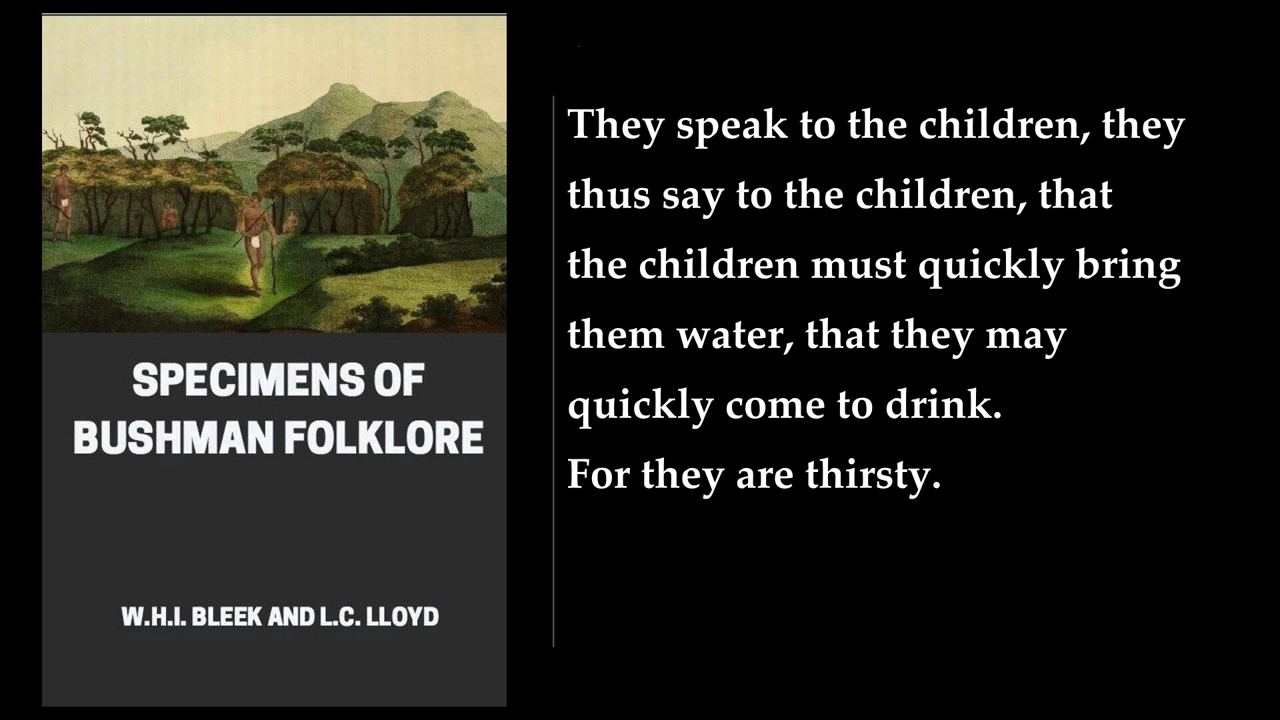 SPECIMENS OF
BUSHMAN FOLKLORE
W.H.I. BLEEK AND L.C. LLOYD
They speak to the children, they
thus say to the children, that
the children must quickly bring
them water, that they may
quickly come to drink.
For they are thirsty.